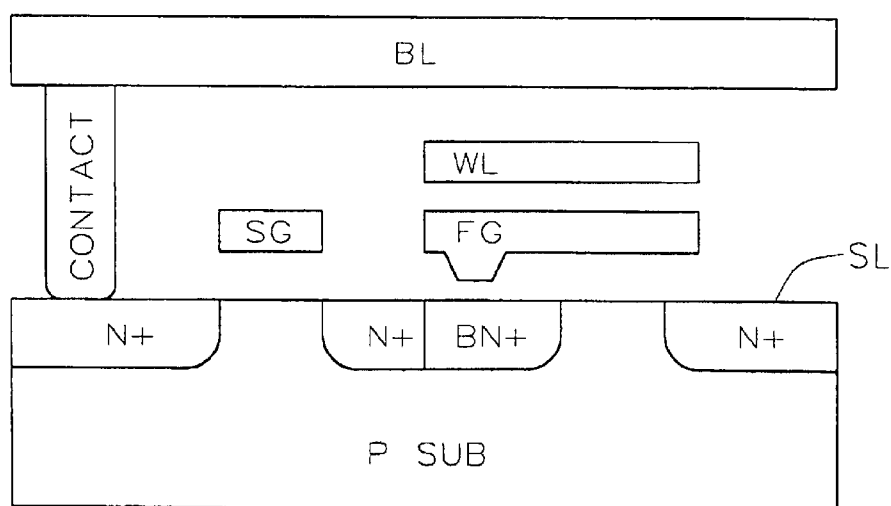 BL
CONTACT
WL
SG
FG
SL
N+
N+
BN+
N+
P SUB